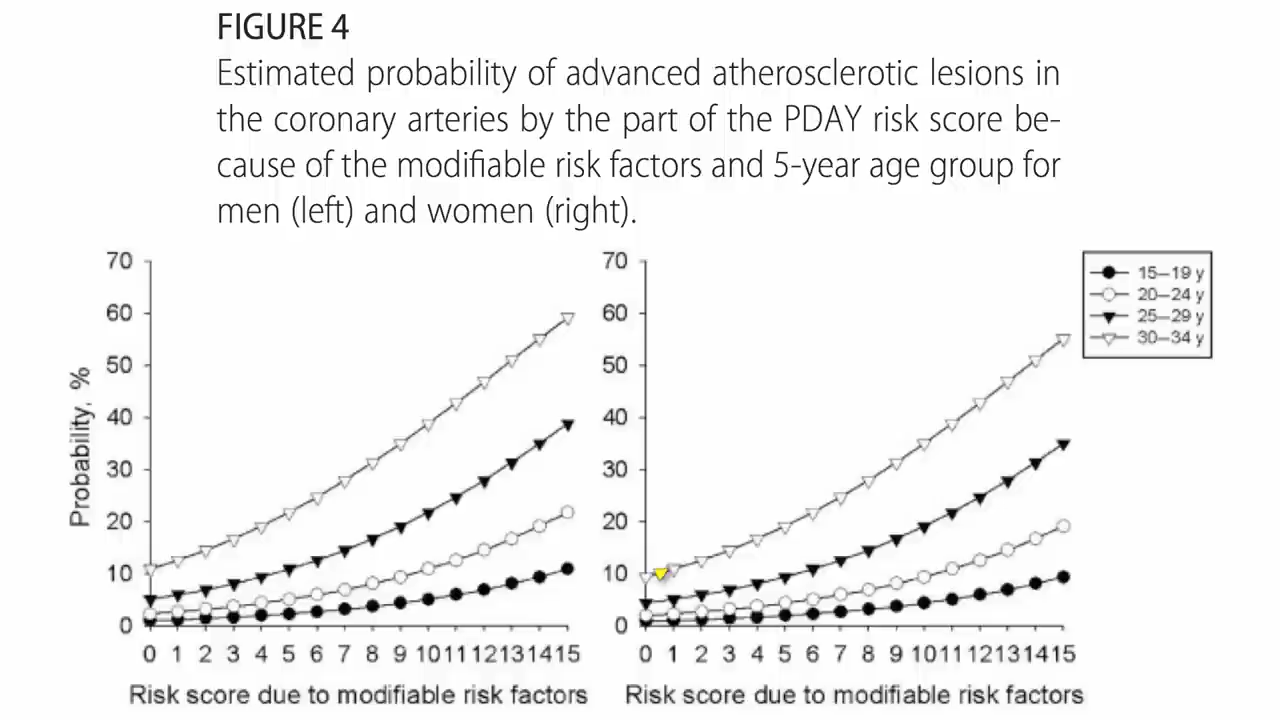 FIGURE 4
Estimated probability of advanced atherosclerotic lesions in
the coronary arteries by the part of the PDAY risk score be-
cause of the modifiable risk factors and 5-year age group for
men (left) and women (right).
70
60
50
40
30
20
10
0
Probability, %
0 1 2 3 4 5 6 7 8 9 10 11 12 13 14 15
Risk score due to modifiable risk factors
70
60
50
40
30
20
10
0
0 1 2 3 4 5 6 7 8 9 10 11 12 13 14 15
Risk score due to modifiable risk factors
15–19 y
20–24 y
25–29 y
30–34 y